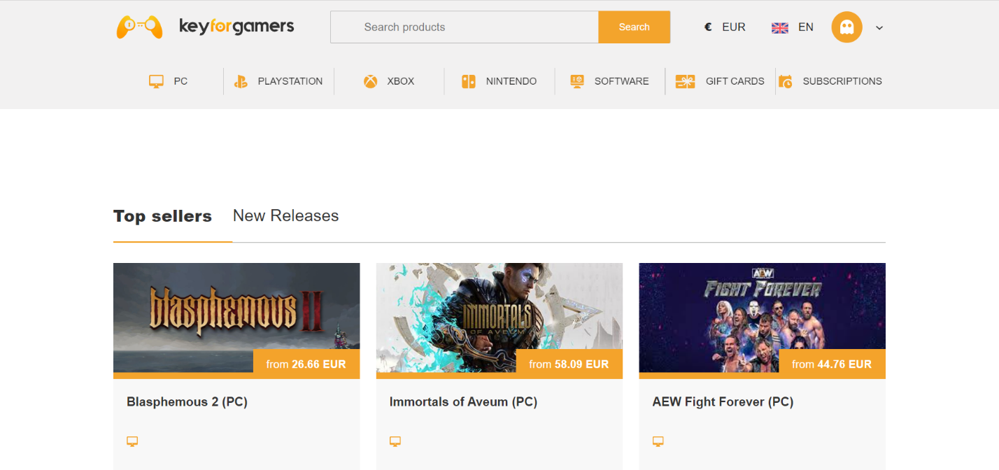 keyforgamers
Search products
Search
€ EUR
EN
PC
PLAYSTATION
XBOX
NINTENDO
SOFTWARE
GIFT CARDS
SUBSCRIPTIONS
Top sellers
New Releases
blasphemous II
from 26.66 EUR
IMMORTALS
OF AVEUM
from 58.09 EUR
AEW
FIGHT FOREVER
from 44.76 EUR
Blasphemous 2 (PC)
Immortals of Aveum (PC)
AEW Fight Forever (PC)